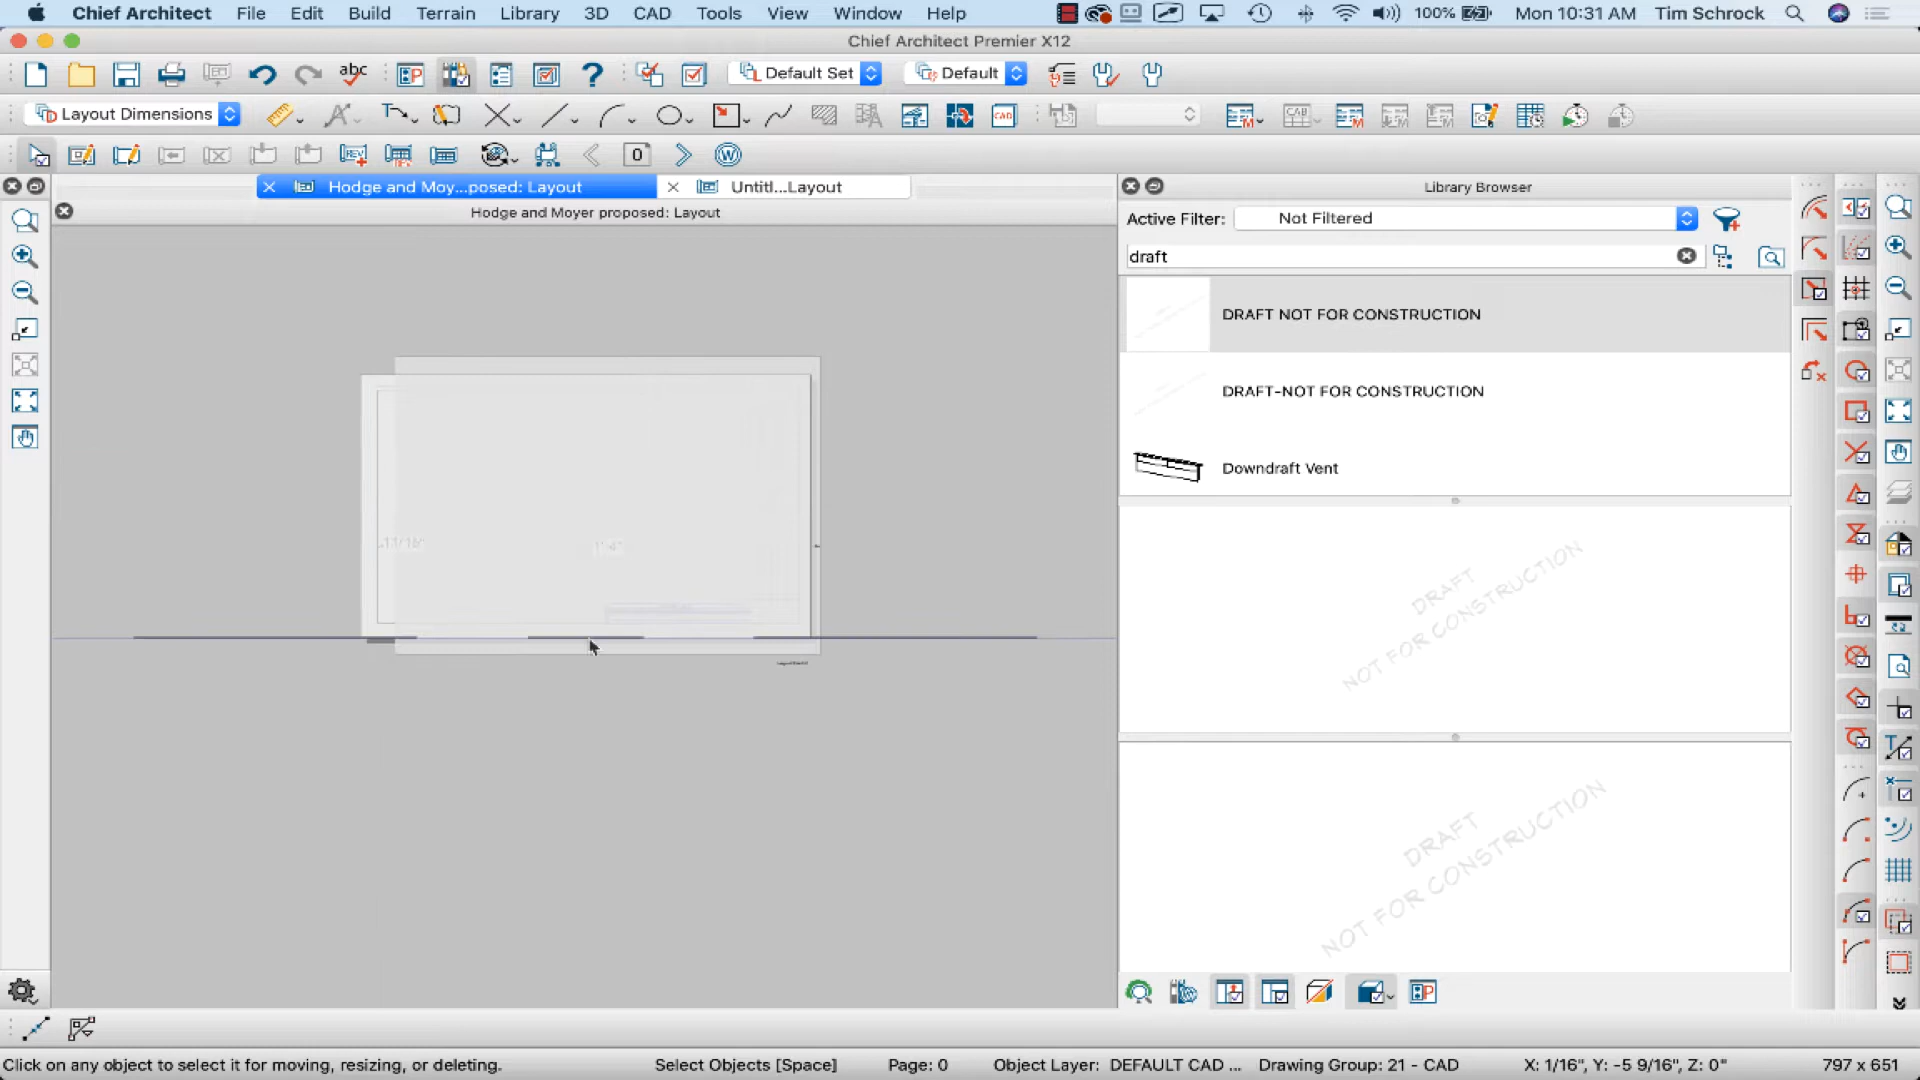 Chief Architect File Edit Build Terrain Library 3D CAD Tools View Window Help 100% Mon 10:31 AM Tim Schrock
Chief Architect Premier X12
abc Default Set Default
Layout Dimensions
REV 0
Hodge and Moy...posed: Layout Untitl...Layout
Hodge and Moyer proposed: Layout
Library Browser
Active Filter: Not Filtered
draft
DRAFT NOT FOR CONSTRUCTION
DRAFT-NOT FOR CONSTRUCTION
Downdraft Vent
DRAFT
NOT FOR CONSTRUCTION
DRAFT
NOT FOR CONSTRUCTION
Click on any object to select it for moving, resizing, or deleting. Select Objects [Space] Page: 0 Object Layer: DEFAULT CAD ... Drawing Group: 21 - CAD X: 1/16", Y: -5 9/16", Z: 0" 797 x 651